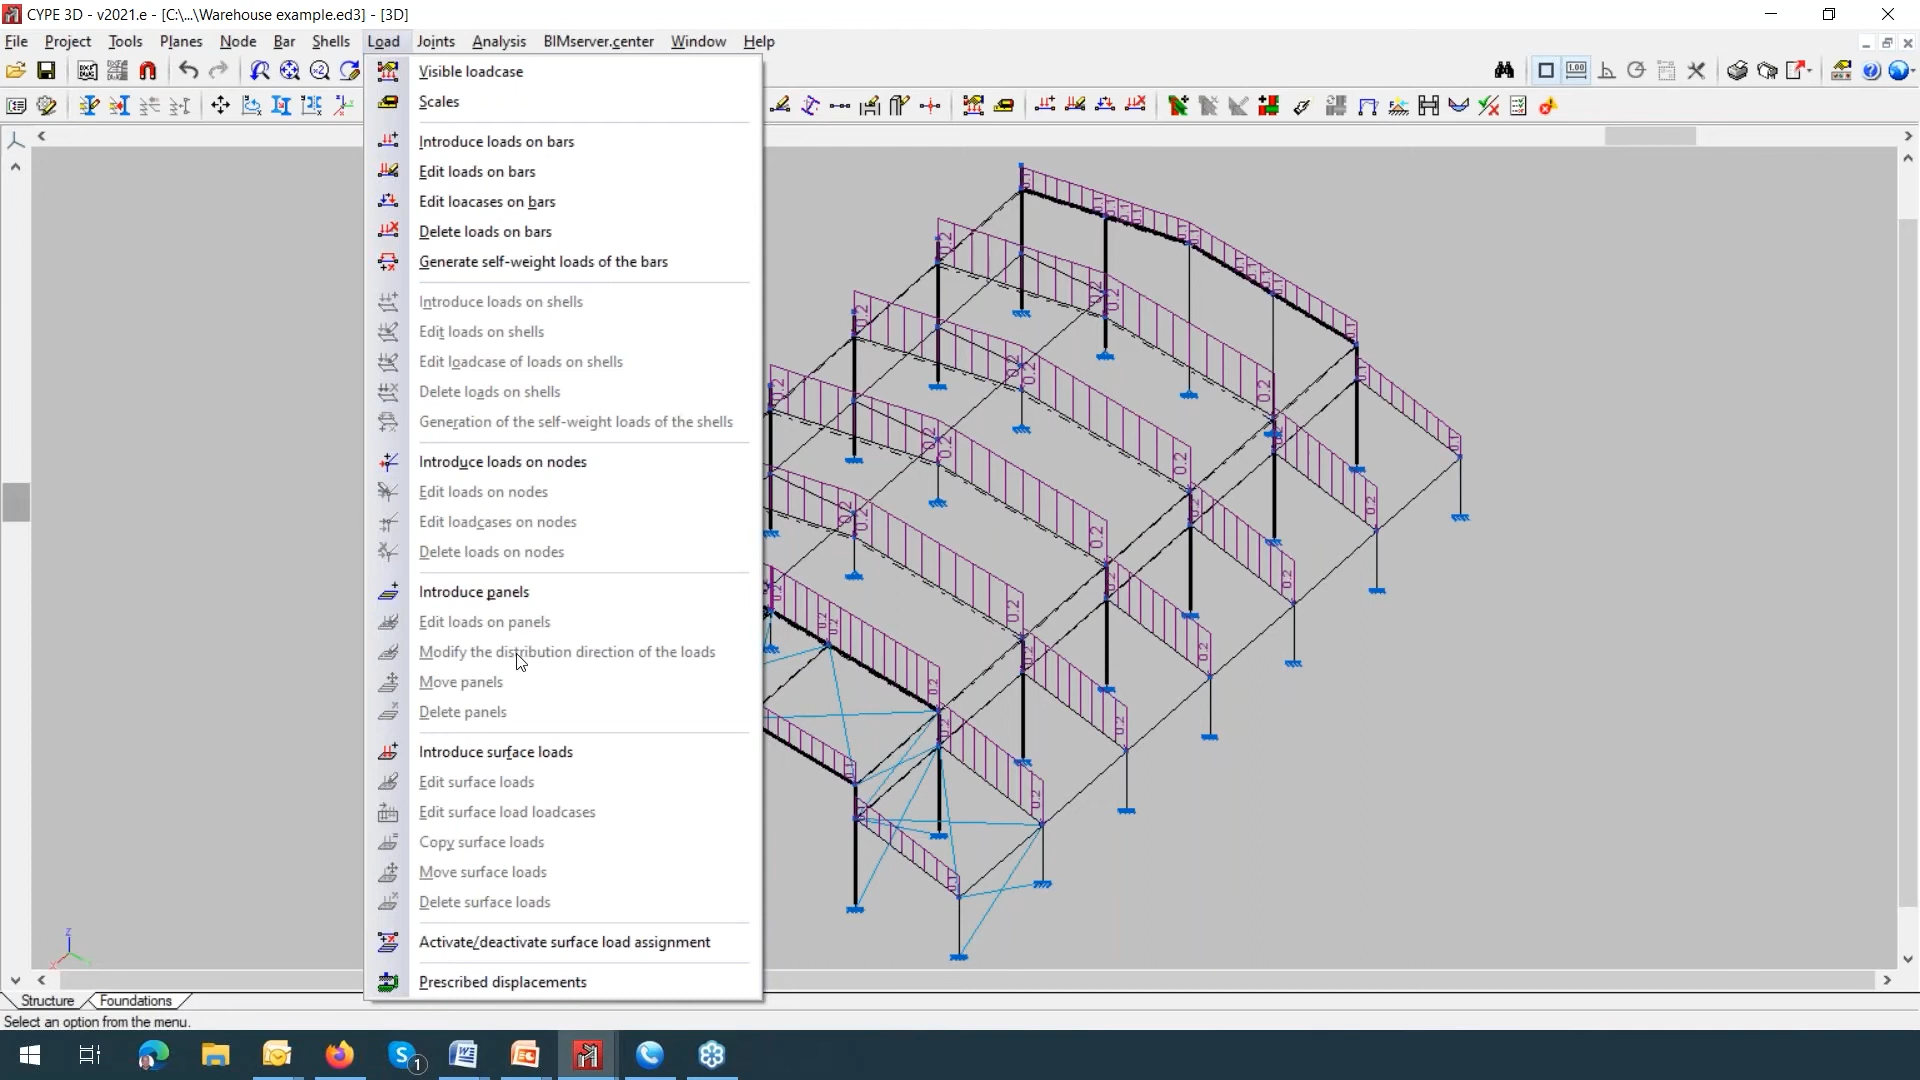 CYPE 3D - v2021.e - [C:\...\Warehouse example.ed3] - [3D]
File Project Tools Planes Node Bar Shells Load Joints Analysis BIMserver.center Window Help
Visible loadcase
Scales
Introduce loads on bars
Edit loads on bars
Edit loacases on bars
Delete loads on bars
Generate self-weight loads of the bars
Introduce loads on shells
Edit loads on shells
Edit loadcase of loads on shells
Delete loads on shells
Generation of the self-weight loads of the shells
Introduce loads on nodes
Edit loads on nodes
Edit loadcases on nodes
Delete loads on nodes
Introduce panels
Edit loads on panels
Modify the distribution direction of the loads
Move panels
Delete panels
Introduce surface loads
Edit surface loads
Edit surface load loadcases
Copy surface loads
Move surface loads
Delete surface loads
Activate/deactivate surface load assignment
Prescribed displacements
Structure Foundations
Select an option from the menu.